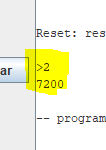 Reset: res
>2
ar
7200
-- program